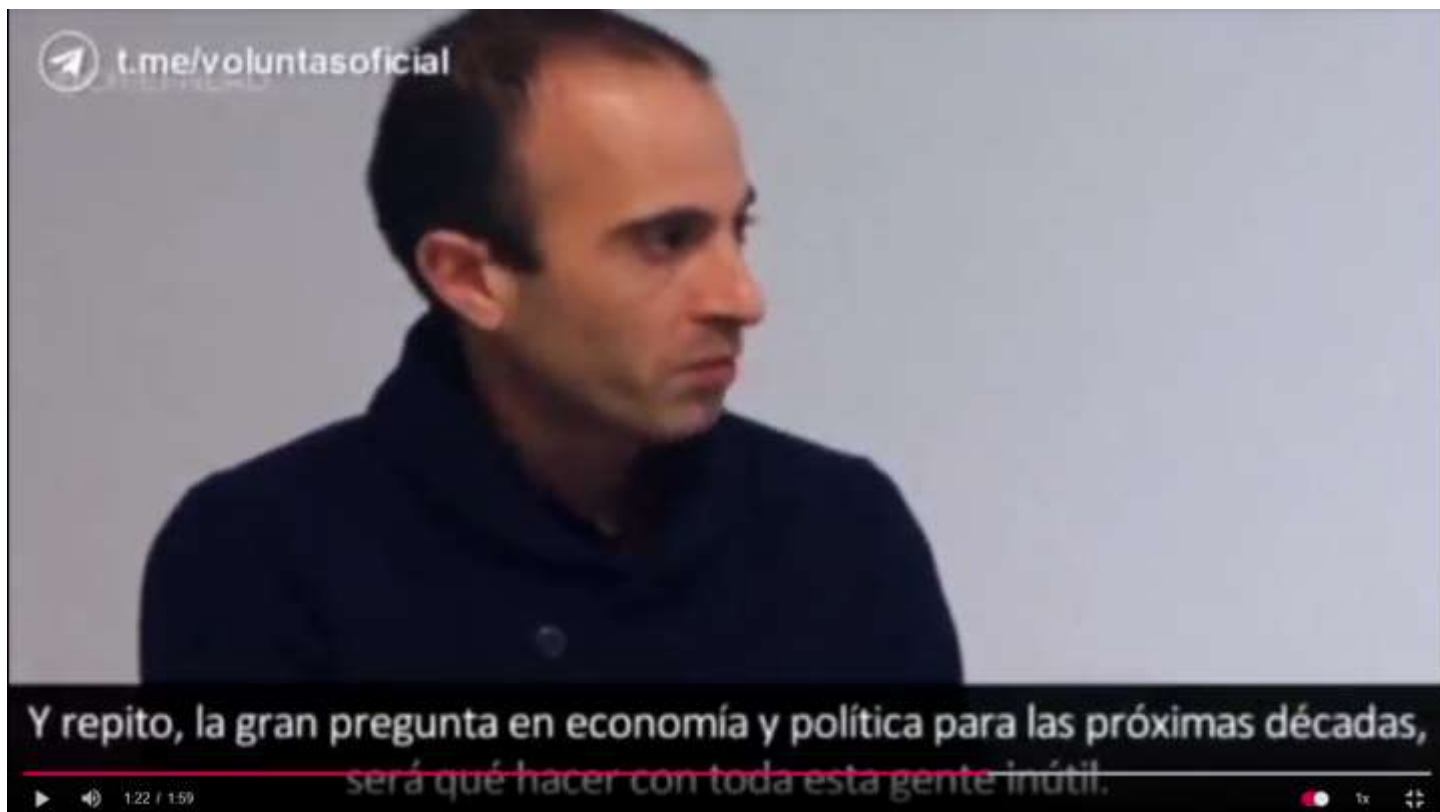 t.me/voluntasoficial
Y repito, la gran pregunta en economía y política para las próximas décadas,
será qué hacer con toda esta gente inútil.
1:22 / 1:59
1x